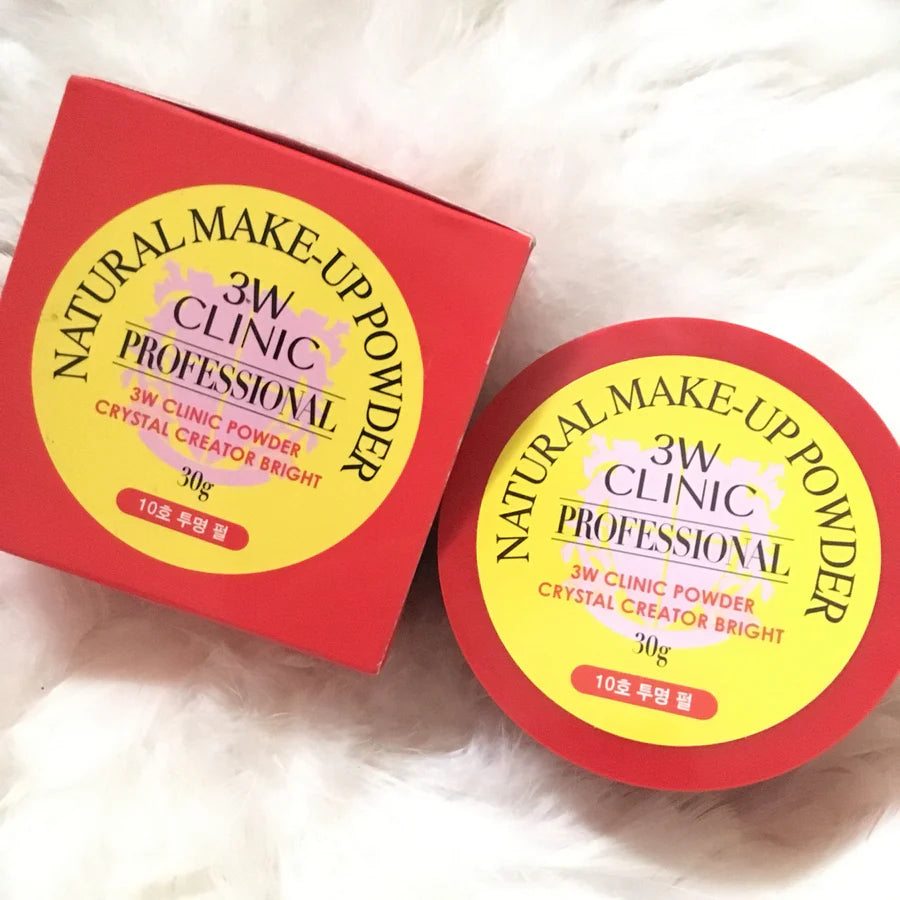 NATURAL MAKE-UP POWDER
3W
CLINIC
PROFESSIONAL
3W CLINIC POWDER
CRYSTAL CREATOR BRIGHT
30g
10호 투명 펄
NATURAL MAKE-UP POWDER
3W
CLINIC
PROFESSIONAL
3W CLINIC POWDER
CRYSTAL CREATOR BRIGHT
30g
10호 투명 펄